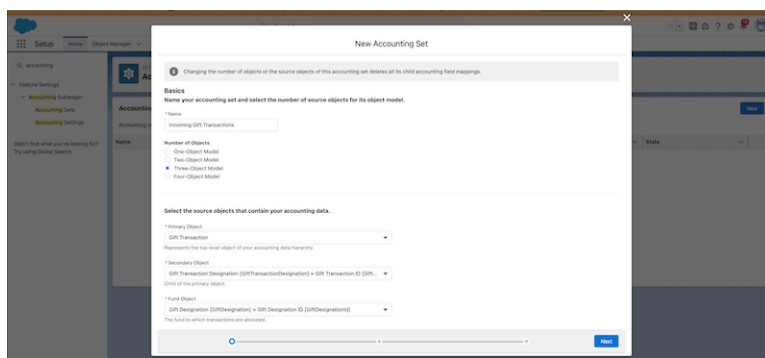 Setup
Home
Object Manager
New Accounting Set
accounting
Feature Settings
Accounting Subledger
Accounting Sets
Accounting Settings
Didn't find what you're looking for?
Try using Global Search.
Changing the number of objects or the source objects of this accounting set deletes all its child accounting field mappings.
Basics
Name your accounting set and select the number of source objects for its object model.
*Name
Incoming Gift Transactions
Number of Objects
One-Object Model
Two-Object Model
Three-Object Model
Four-Object Model
Select the source objects that contain your accounting data.
*Primary Object
Gift Transaction
Represents the top-level object of your accounting data hierarchy.
*Secondary Object
Gift Transaction Designation [GiftTransactionDesignation] » Gift Transaction ID [Gift...
Child of the primary object.
*Fund Object
Gift Designation [GiftDesignation] » Gift Designation ID [GiftDesignationId]
The fund to which transactions are allocated.
Next
Name
State
New